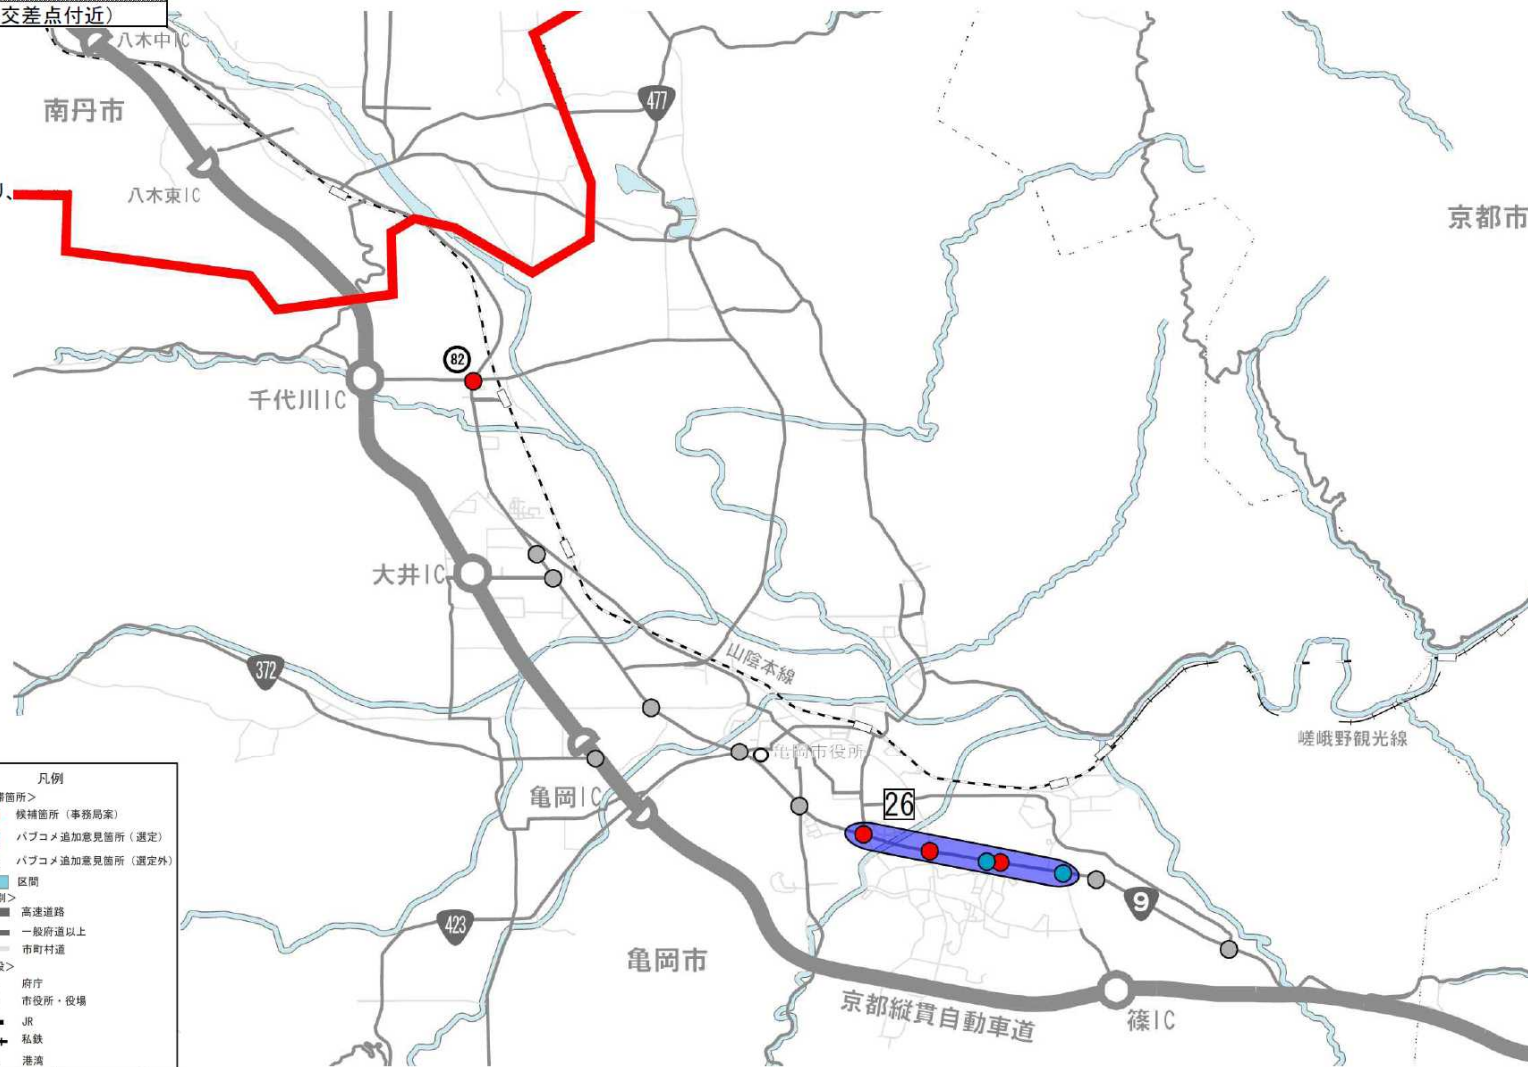 交差点付近)
八木中IC
南丹市
477
八木東IC
京都市
82
千代川IC
大井IC
372
山陰本線
嵯峨野観光線
亀岡市役所
亀岡IC
26
9
423
亀岡市
京都縦貫自動車道
篠IC
凡例
箇所>
候補箇所(事務局案)
パブコメ追加意見箇所(選定)
パブコメ追加意見箇所(選定外)
区間
高速道路
一般府道以上
市町村道
府庁
市役所・役場
JR
私鉄
港湾